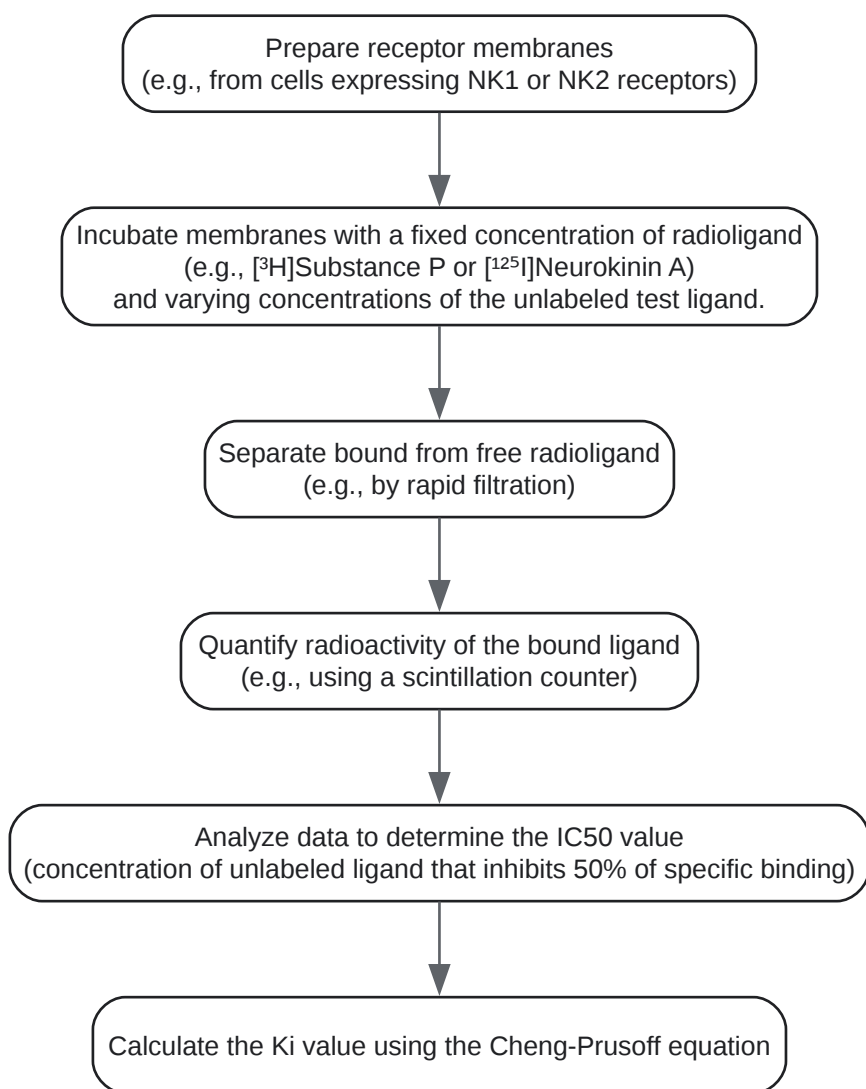 Prepare receptor membranes
(e.g., from cells expressing NK1 or NK2 receptors)
Incubate membranes with a fixed concentration of radioligand
(e.g., [³H]Substance P or [¹²⁵I]Neurokinin A)
and varying concentrations of the unlabeled test ligand.
Separate bound from free radioligand
(e.g., by rapid filtration)
Quantify radioactivity of the bound ligand
(e.g., using a scintillation counter)
Analyze data to determine the IC50 value
(concentration of unlabeled ligand that inhibits 50% of specific binding)
Calculate the Ki value using the Cheng-Prusoff equation